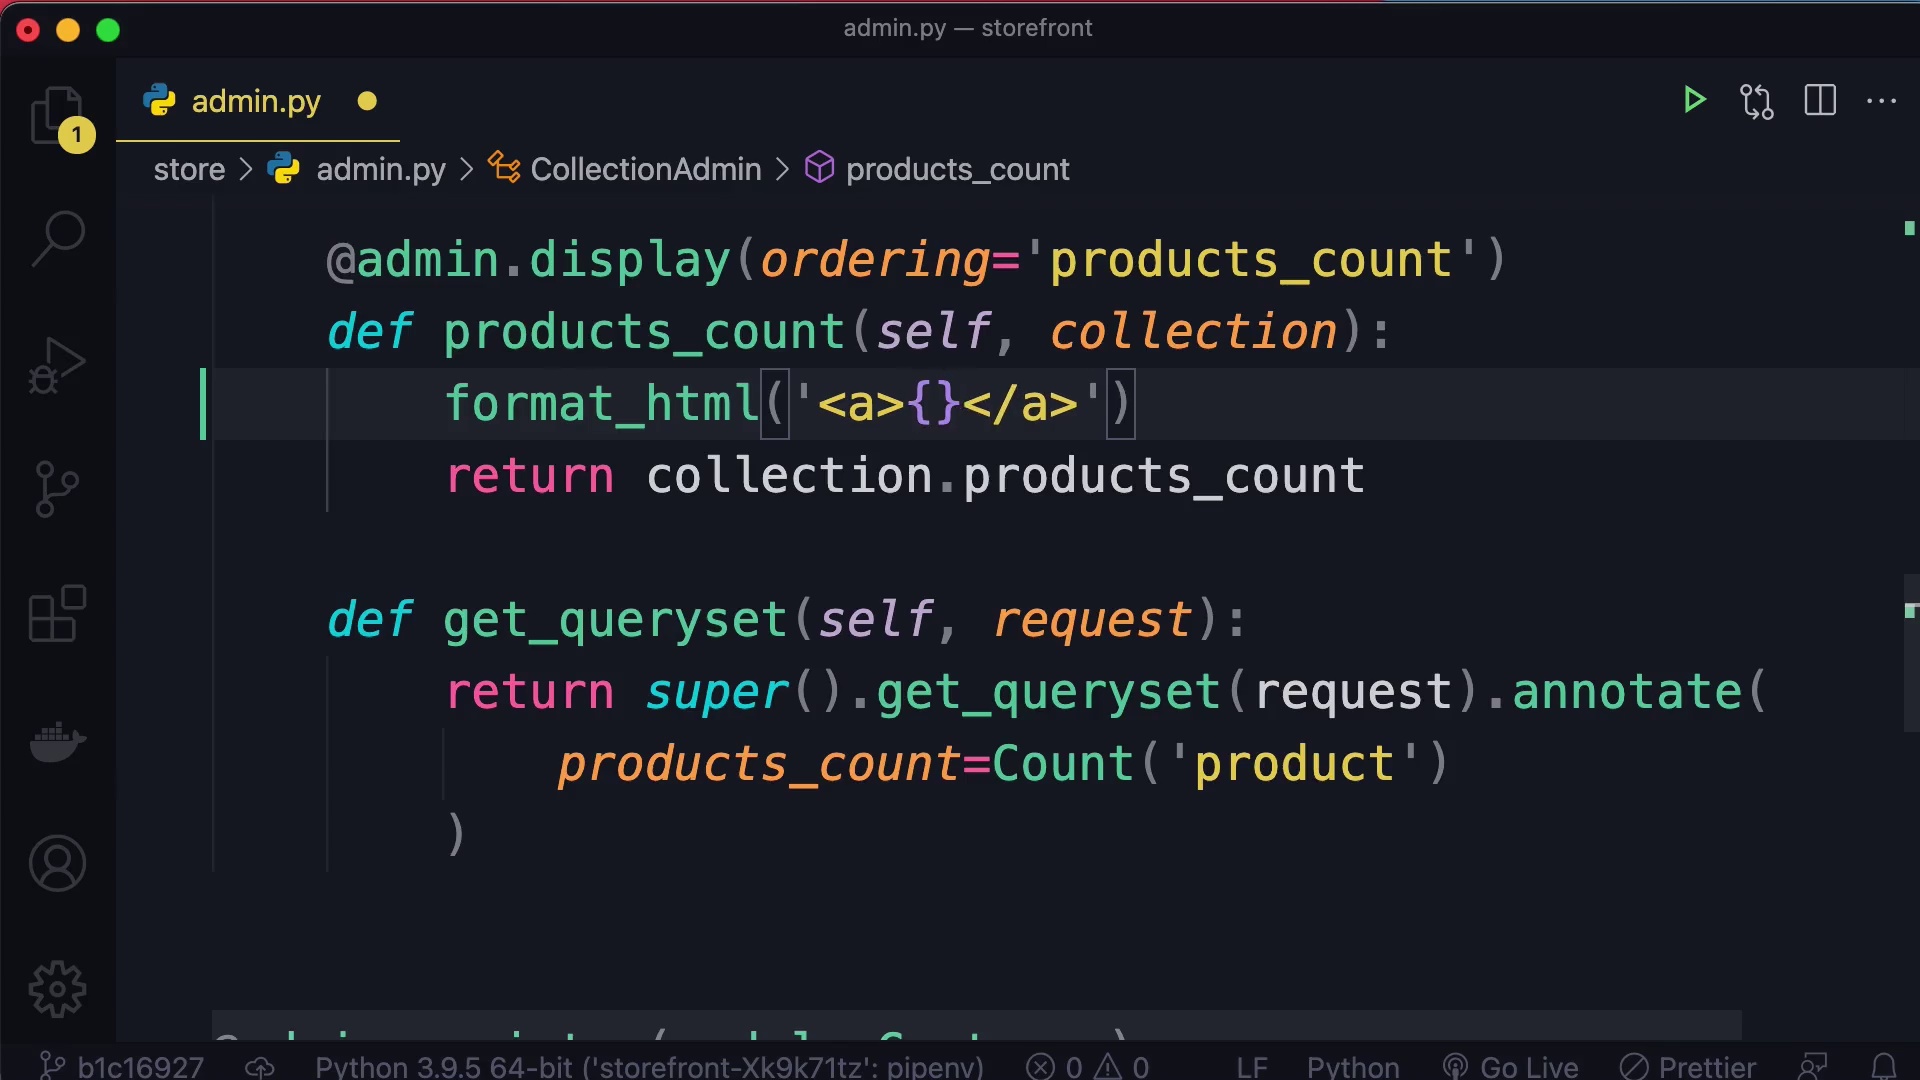 admin.py — storefront
admin.py
1
store > admin.py > CollectionAdmin > products_count
@admin.display(ordering='products_count')
def products_count(self, collection):
format_html('<a>{}</a>')
return collection.products_count
def get_queryset(self, request):
return super().get_queryset(request).annotate(
products_count=Count('product')
)
b1c16927 Python 3.9.5 64-bit ('storefront-Xk9k71tz': pipenv) 0 0 LF Python Go Live Prettier